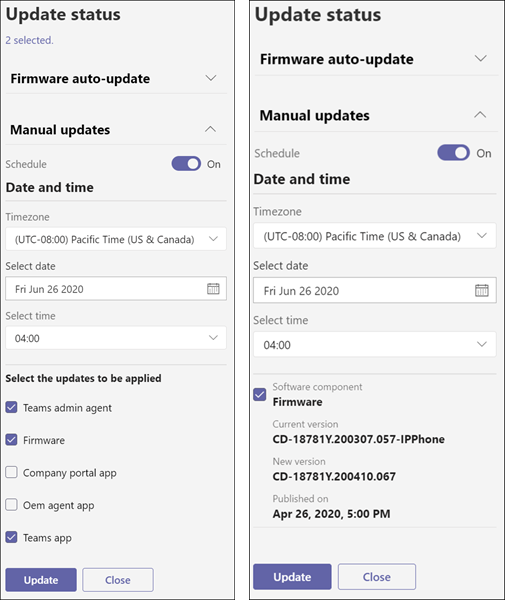 Update status
2 selected.
Firmware auto-update
Manual updates
Schedule
On
Date and time
Timezone
(UTC-08:00) Pacific Time (US & Canada)
Select date
Fri Jun 26 2020
Select time
04:00
Select the updates to be applied
Teams admin agent
Firmware
Company portal app
Oem agent app
Teams app
Update
Close
Update status
Firmware auto-update
Manual updates
Schedule
On
Date and time
Timezone
(UTC-08:00) Pacific Time (US & Canada)
Select date
Fri Jun 26 2020
Select time
04:00
Software component
Firmware
Current version
CD-18781Y.200307.057-IPPhone
New version
CD-18781Y.200410.067
Published on
Apr 26, 2020, 5:00 PM
Update
Close